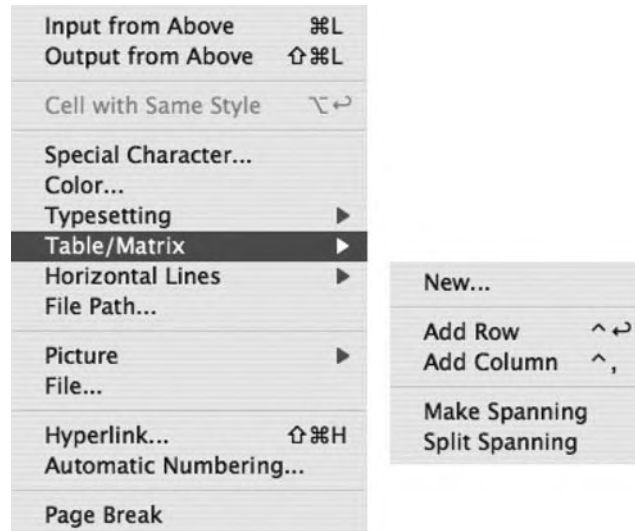 Input from Above ⌘L
Output from Above ⇧⌘L
Cell with Same Style ⌥↩
Special Character...
Color...
Typesetting ▶
Table/Matrix ▶
Horizontal Lines ▶
File Path...
Picture ▶
File...
Hyperlink... ⇧⌘H
Automatic Numbering...
Page Break
New...
Add Row ^↩
Add Column ^,
Make Spanning
Split Spanning